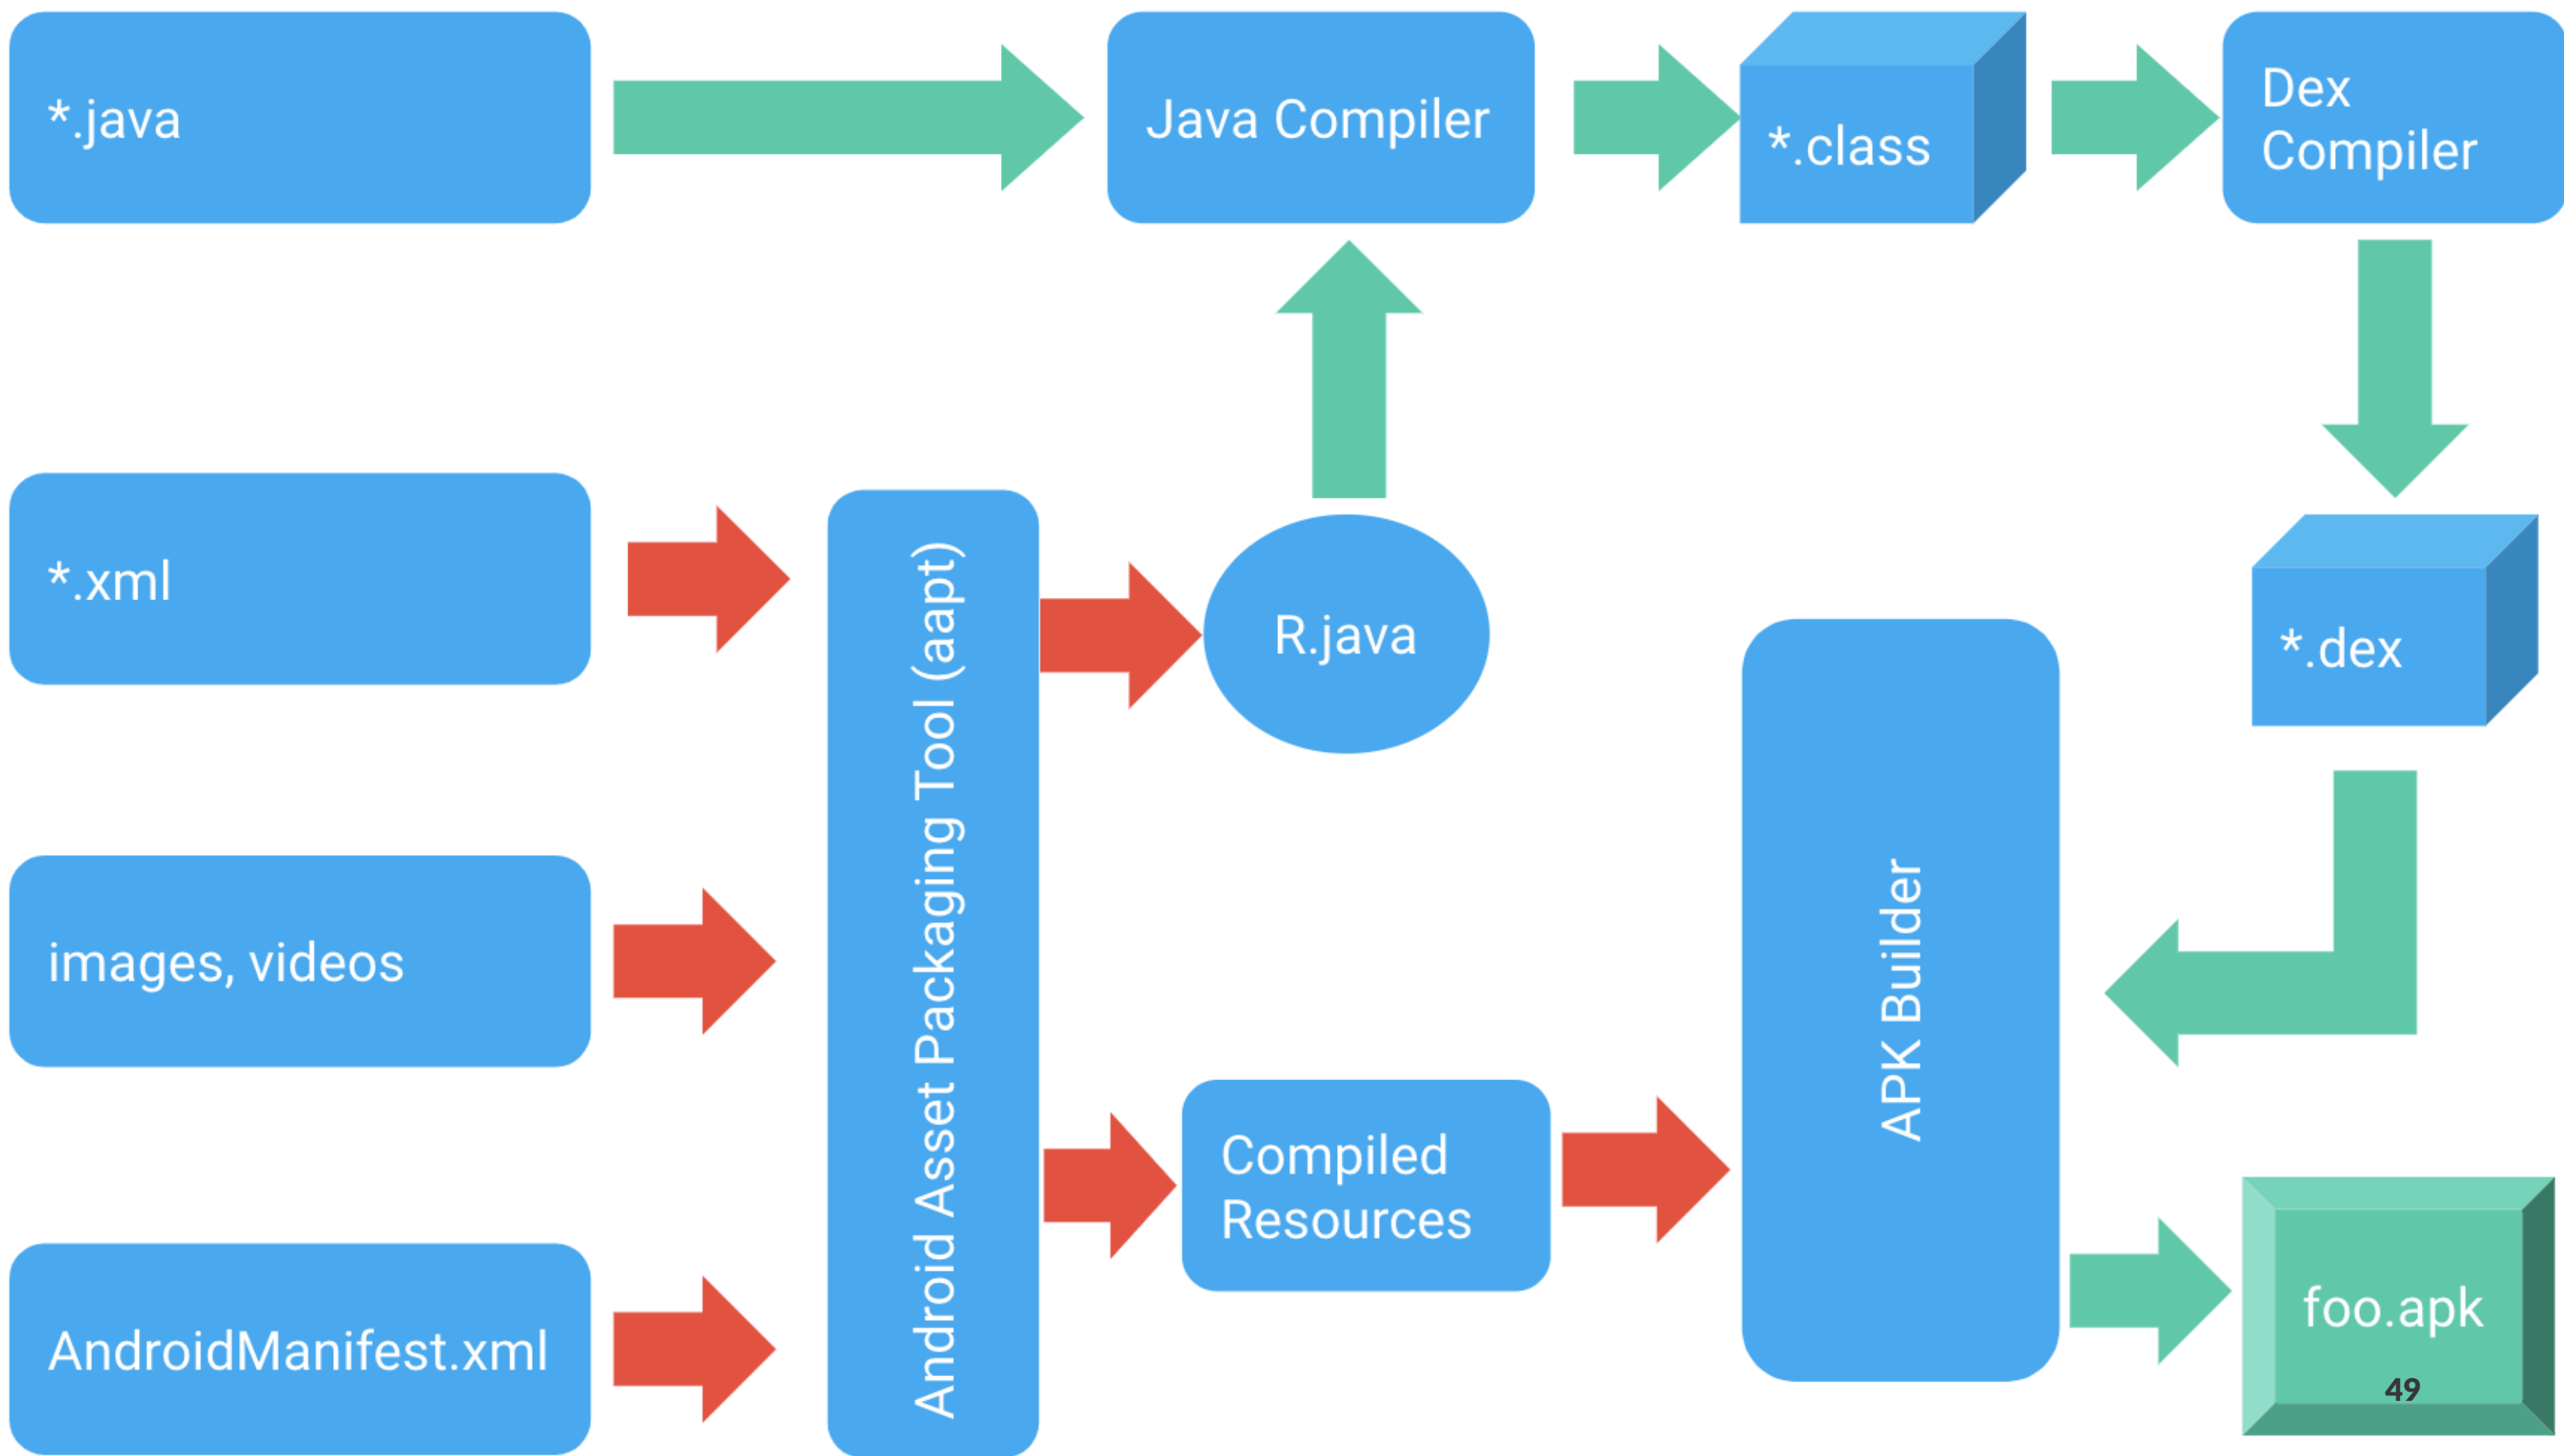 *.java
Java Compiler
*.class
Dex
Compiler
*.xml
Android Asset Packaging Tool (aapt)
R.java
*.dex
images, videos
APK Builder
Compiled
Resources
AndroidManifest.xml
foo.apk
49